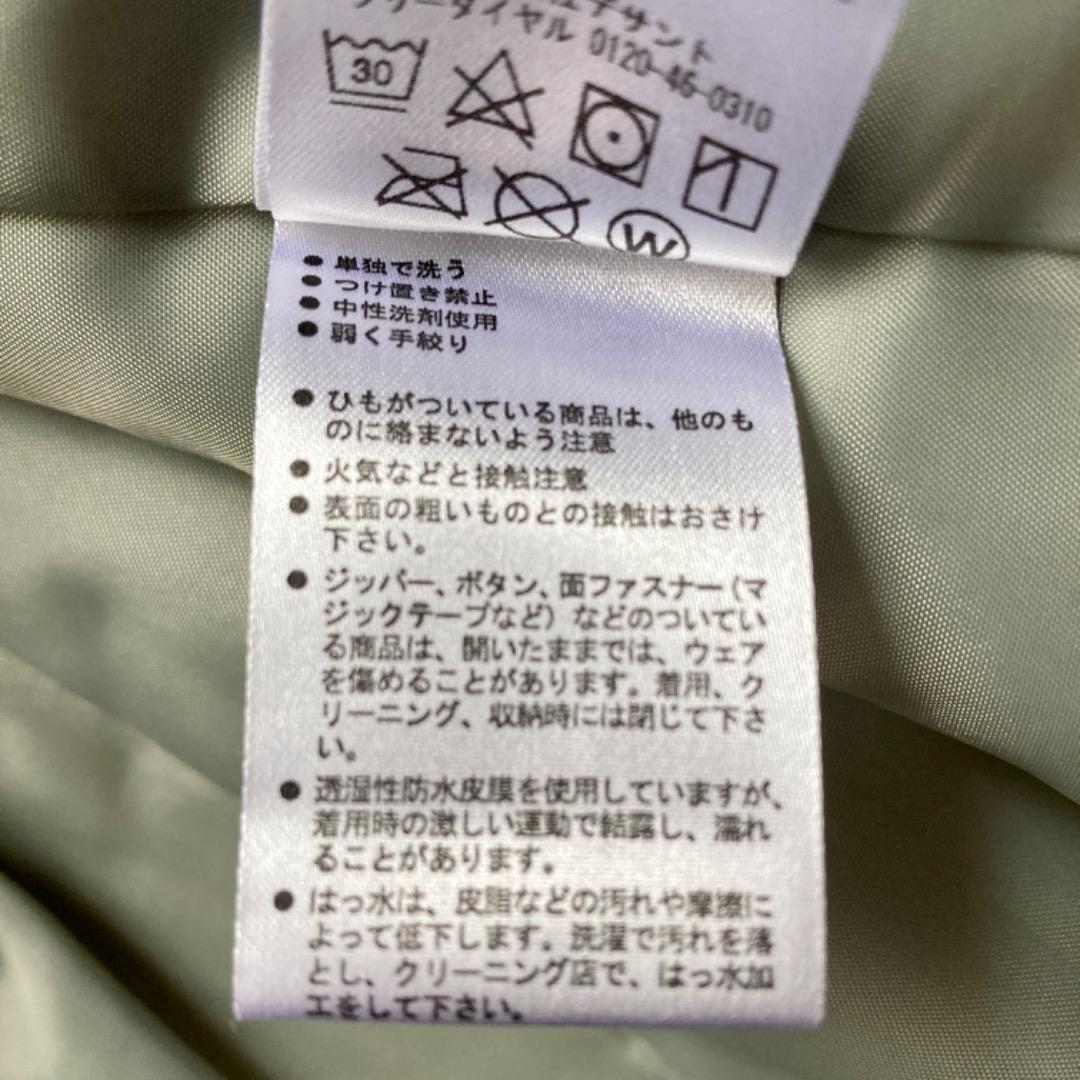 デサント
フリーダイヤル 0120-46-0310
30
W
● 単独で洗う
● つけ置き禁止
● 中性洗剤使用
● 弱く手絞り
● ひもがついている商品は、他のも
のに絡まないよう注意
● 火気などと接触注意
● 表面の粗いものとの接触はおさけ
下さい。
● ジッパー、ボタン、面ファスナー(マ
ジックテープなど)などのついてい
る商品は、開いたままでは、ウェア
を傷めることがあります。着用、ク
リーニング、収納時には閉じて下さ
い。
● 透湿性防水皮膜を使用していますが、
着用時の激しい運動で結露し、濡れ
ることがあります。
● はっ水は、皮脂などの汚れや摩擦に
よって低下します。洗濯で汚れを落
とし、クリーニング店で、はっ水加
工をして下さい。